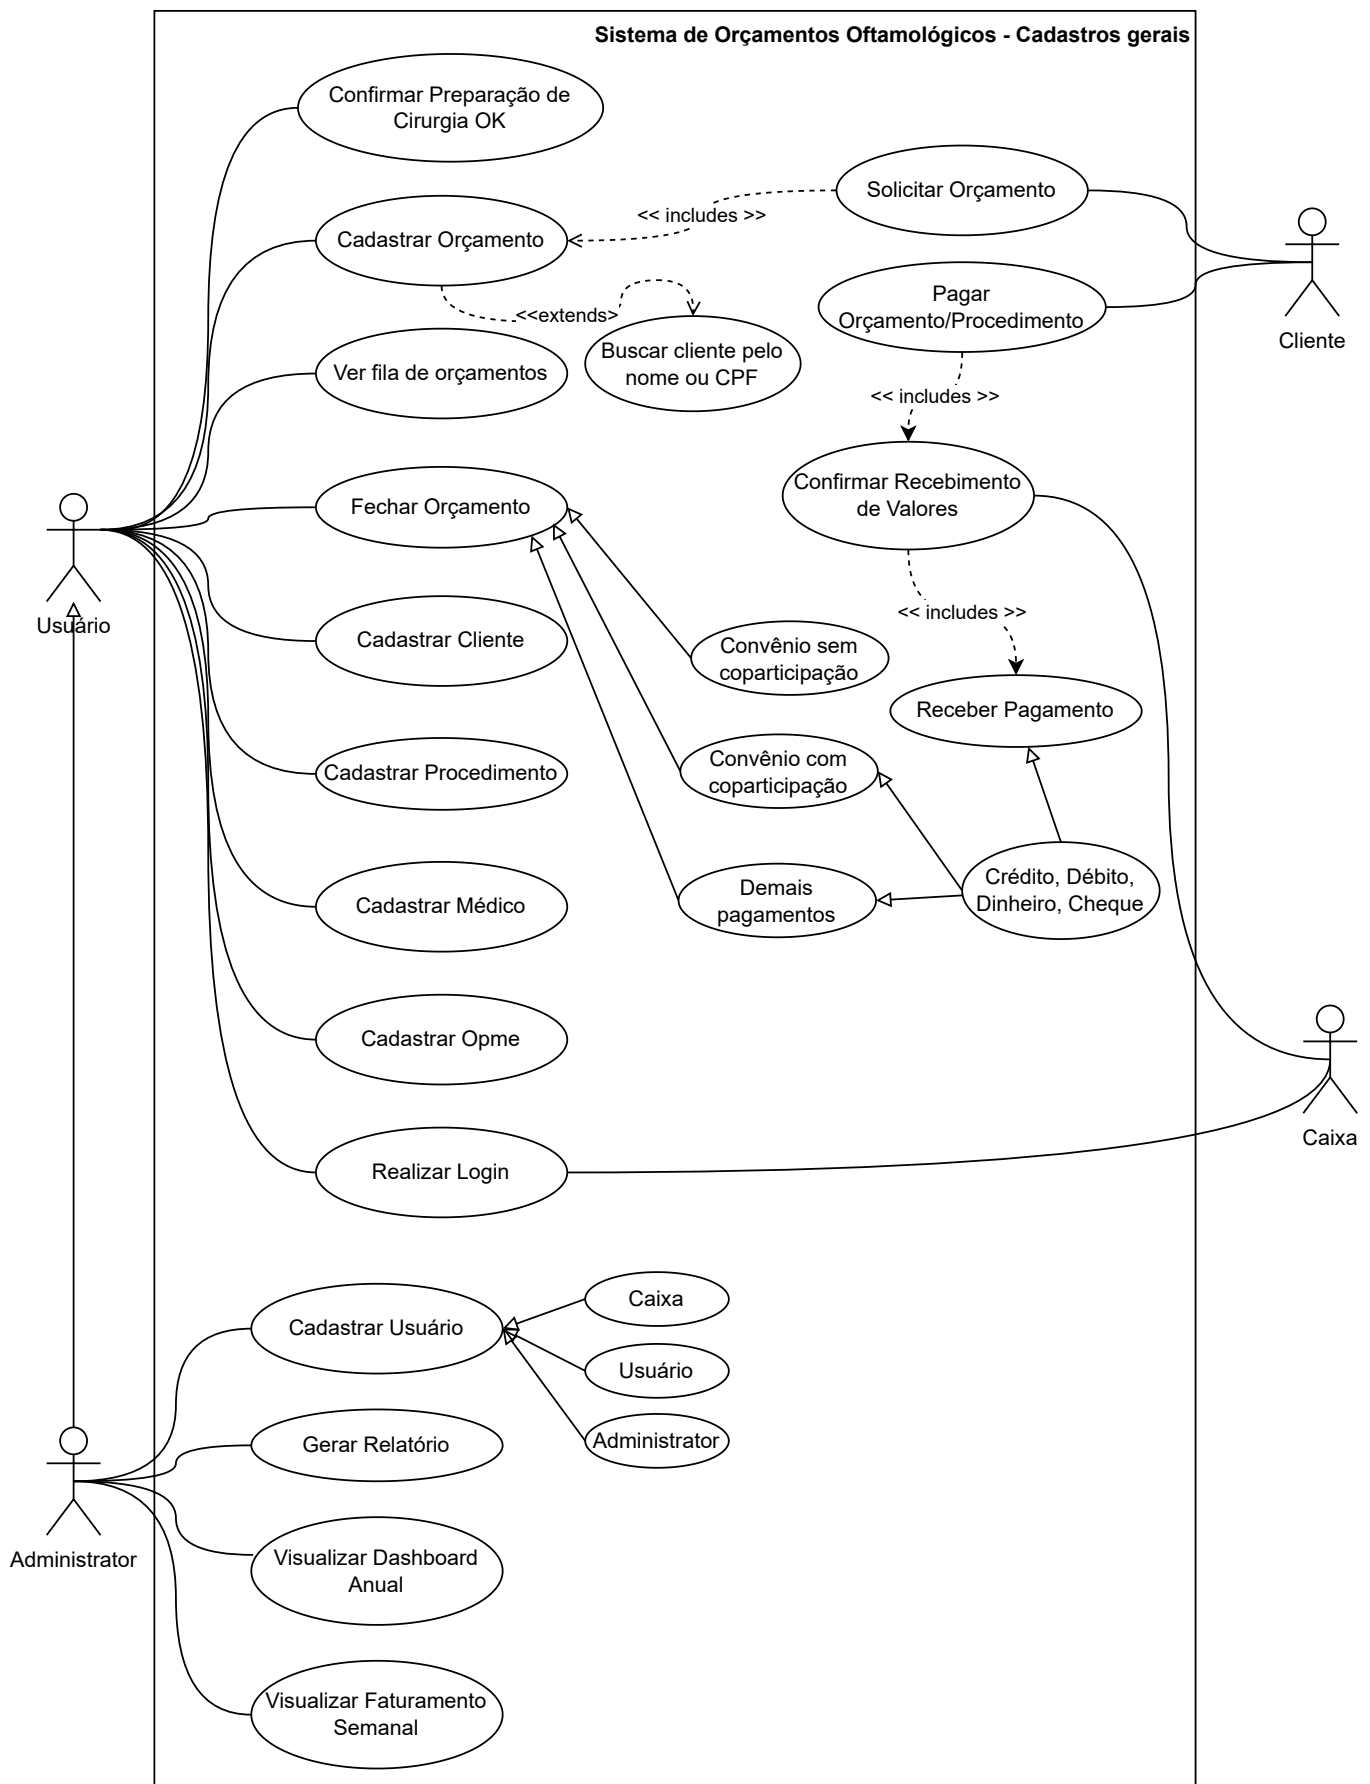 Sistema de Orçamentos Oftamológicos - Cadastros gerais
Confirmar Preparação de
Cirurgia OK
Solicitar Orçamento
<< includes >>
Cadastrar Orçamento
Pagar
Orçamento/Procedimento
<<extends>
Cliente
Buscar cliente pelo
nome ou CPF
Ver fila de orçamentos
<< includes >>
Confirmar Recebimento
de Valores
Fechar Orçamento
Usuário
<< includes >>
Cadastrar Cliente
Convênio sem
coparticipação
Receber Pagamento
Cadastrar Procedimento
Convênio com
coparticipação
Crédito, Débito,
Dinheiro, Cheque
Demais
pagamentos
Cadastrar Médico
Cadastrar Opme
Caixa
Realizar Login
Caixa
Cadastrar Usuário
Usuário
Administrator
Gerar Relatório
Administrator
Visualizar Dashboard
Anual
Visualizar Faturamento
Semanal